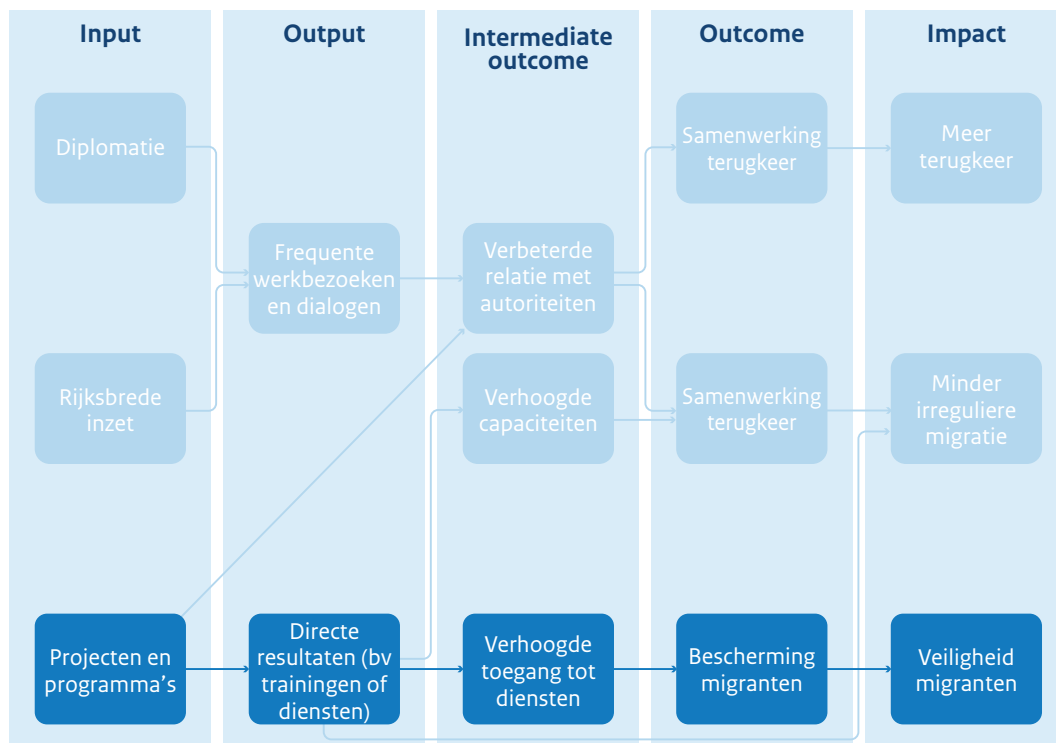 Input
Output
Intermediate
outcome
Outcome
Impact
Diplomatie
Samenwerking
terugkeer
Meer
terugkeer
Frequente
werkbezoeken
en dialogen
Verbeterde
relatie met
autoriteiten
Rijksbrede
inzet
Verhoogde
capaciteiten
Samenwerking
terugkeer
Minder
irreguliere
migratie
Projecten en
programma's
Directe
resultaten (bv
trainingen of
diensten)
Verhoogde
toegang tot
diensten
Bescherming
migranten
Veiligheid
migranten